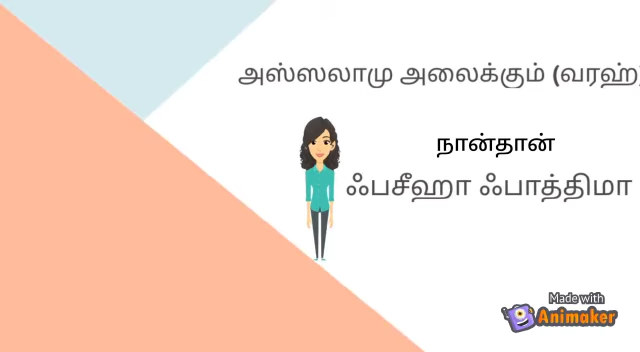 அஸ்ஸலாமு அலைக்கும் (வரஹ்)
நான்தான்
ஃபசீஹா ஃபாத்திமா
Made with
Animaker